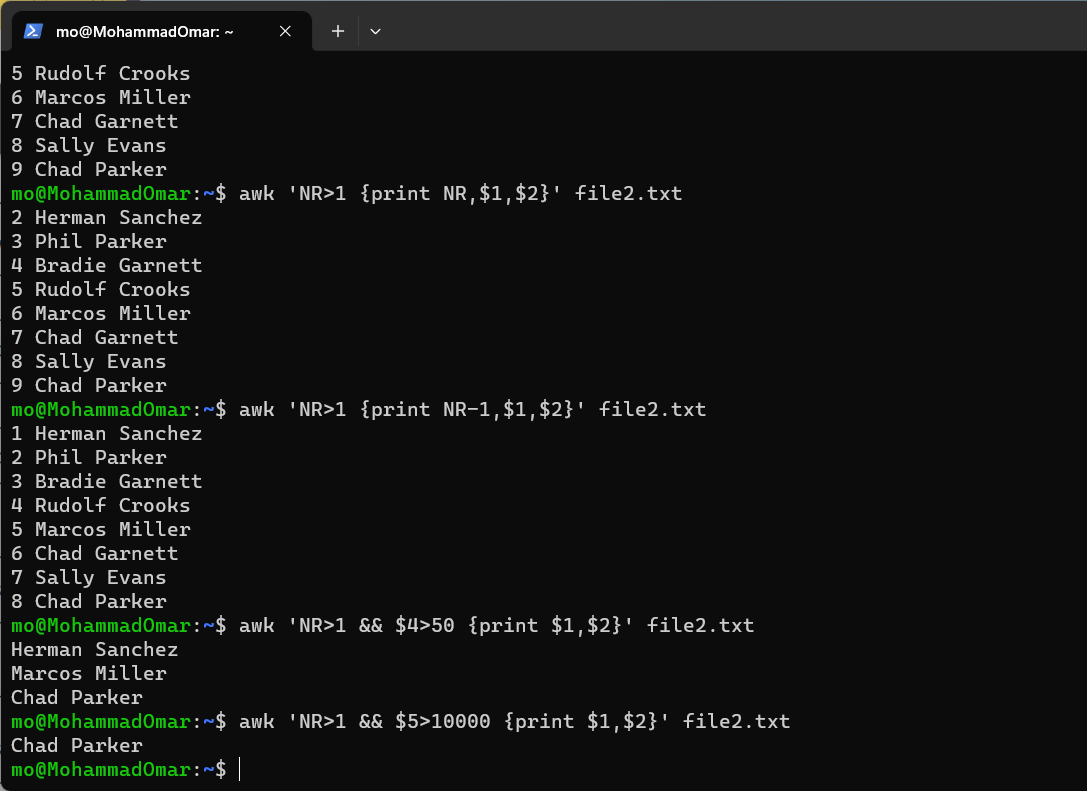 mo@MohammadOmar: ~
5 Rudolf Crooks
6 Marcos Miller
7 Chad Garnett
8 Sally Evans
9 Chad Parker
mo@MohammadOmar:~$ awk 'NR>1 {print NR,$1,$2}' file2.txt
2 Herman Sanchez
3 Phil Parker
4 Bradie Garnett
5 Rudolf Crooks
6 Marcos Miller
7 Chad Garnett
8 Sally Evans
9 Chad Parker
mo@MohammadOmar:~$ awk 'NR>1 {print NR-1,$1,$2}' file2.txt
1 Herman Sanchez
2 Phil Parker
3 Bradie Garnett
4 Rudolf Crooks
5 Marcos Miller
6 Chad Garnett
7 Sally Evans
8 Chad Parker
mo@MohammadOmar:~$ awk 'NR>1 && $4>50 {print $1,$2}' file2.txt
Herman Sanchez
Marcos Miller
Chad Parker
mo@MohammadOmar:~$ awk 'NR>1 && $5>10000 {print $1,$2}' file2.txt
Chad Parker
mo@MohammadOmar:~$